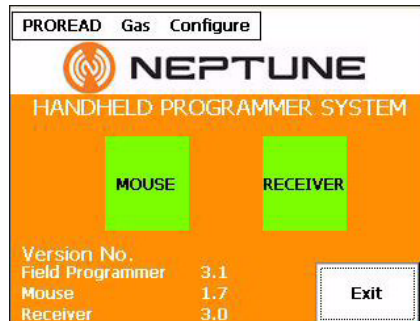 PROREAD Gas Configure
NEPTUNE
HANDHELD PROGRAMMER SYSTEM
MOUSE RECEIVER
Version No.
Field Programmer 3.1
Mouse 1.7
Receiver 3.0
Exit